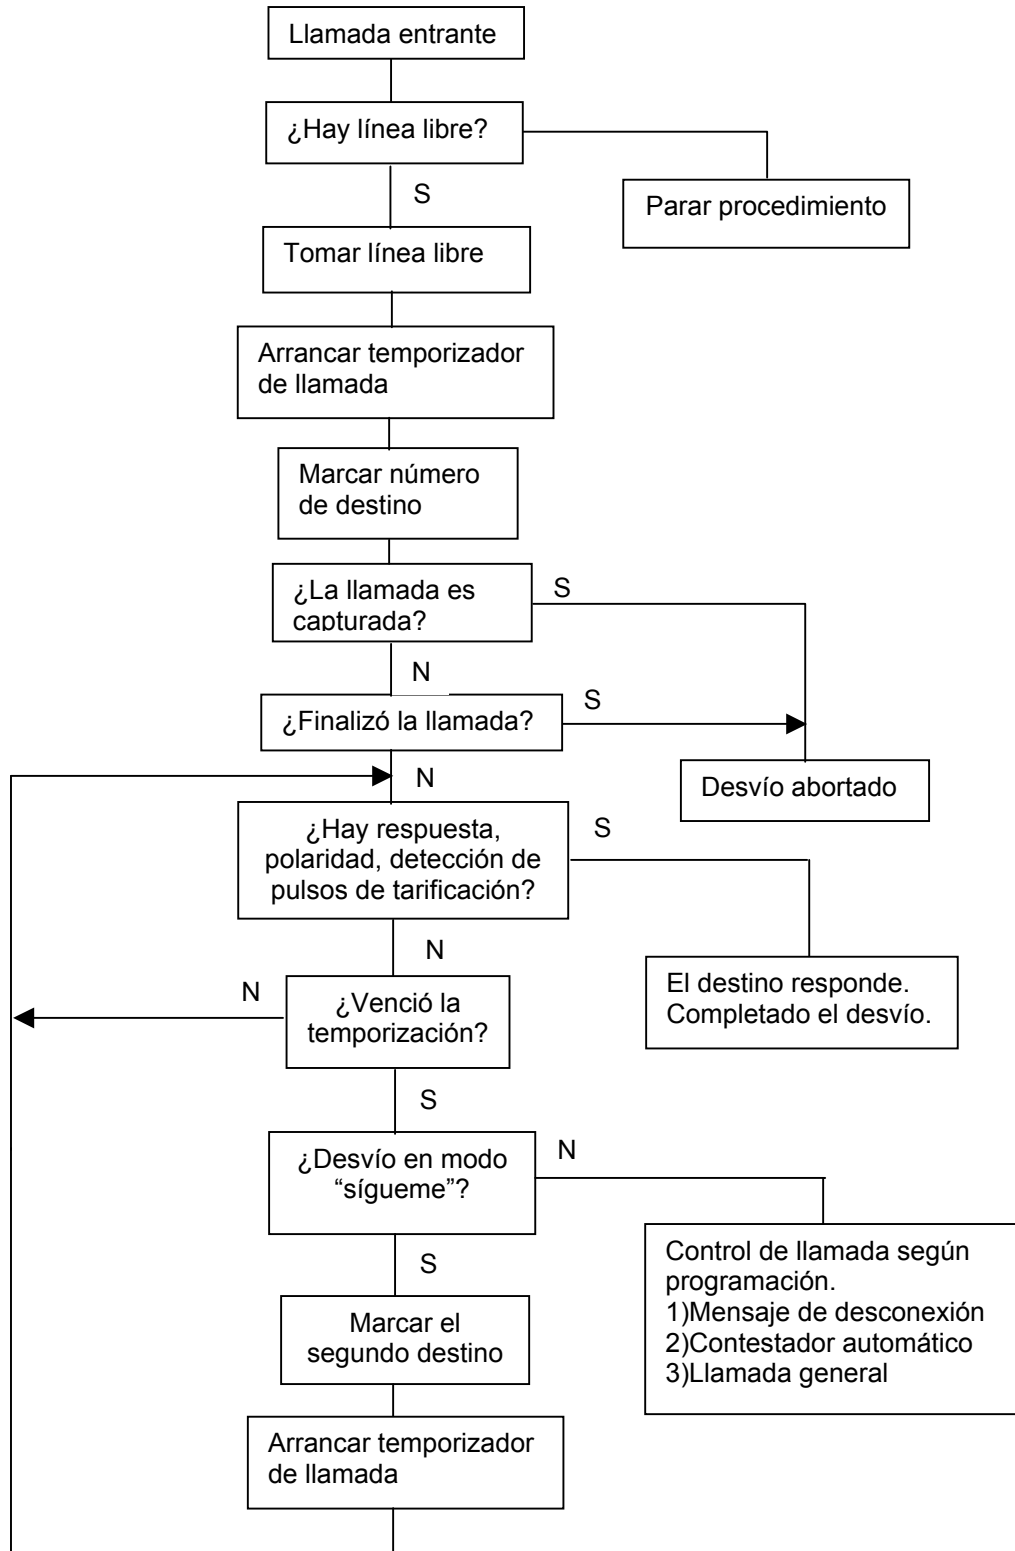 Llamada entrante
¿Hay línea libre?
S
Parar procedimiento
Tomar línea libre
Arrancar temporizador
de llamada
Marcar número
de destino
¿La llamada es
capturada?
S
N
¿Finalizó la llamada?
S
N
Desvío abortado
¿Hay respuesta,
polaridad, detección de
pulsos de tarificación?
S
N
El destino responde.
Completado el desvío.
¿Venció la
temporización?
N
S
¿Desvío en modo
“sígueme”?
N
S
Control de llamada según
programación.
1)Mensaje de desconexión
2)Contestador automático
3)Llamada general
Marcar el
segundo destino
Arrancar temporizador
de llamada